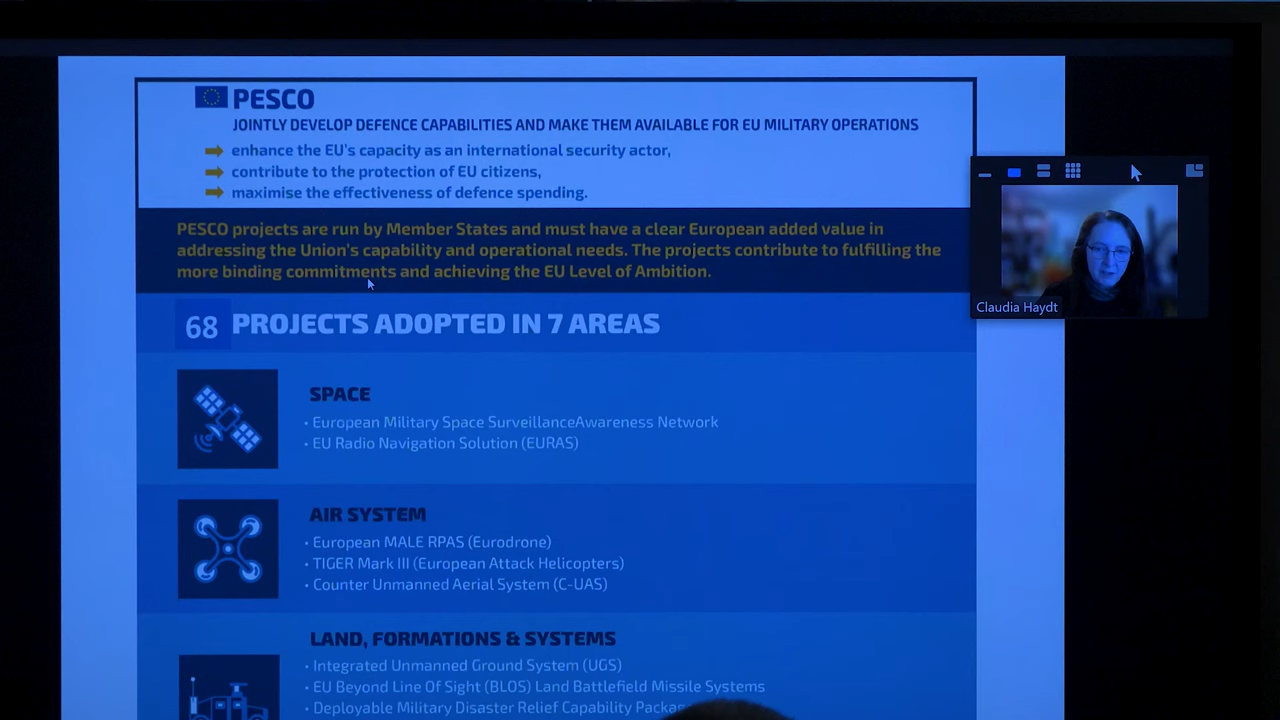 PESCO
JOINTLY DEVELOP DEFENCE CAPABILITIES AND MAKE THEM AVAILABLE FOR EU MILITARY OPERATIONS
enhance the EU's capacity as an international security actor,
contribute to the protection of EU citizens,
maximise the effectiveness of defence spending.
PESCO projects are run by Member States and must have a clear European added value in
addressing the Union's capability and operational needs. The projects contribute to fulfilling the
more binding commitments and achieving the EU Level of Ambition.
68 PROJECTS ADOPTED IN 7 AREAS
SPACE
• European Military Space SurveillanceAwareness Network
• EU Radio Navigation Solution (EURAS)
AIR SYSTEM
• European MALE RPAS (Eurodrone)
• TIGER Mark III (European Attack Helicopters)
• Counter Unmanned Aerial System (C-UAS)
LAND, FORMATIONS & SYSTEMS
• Integrated Unmanned Ground System (UGS)
• EU Beyond Line Of Sight (BLOS) Land Battlefield Missile Systems
• Deployable Military Disaster Relief Capability
Claudia Haydt